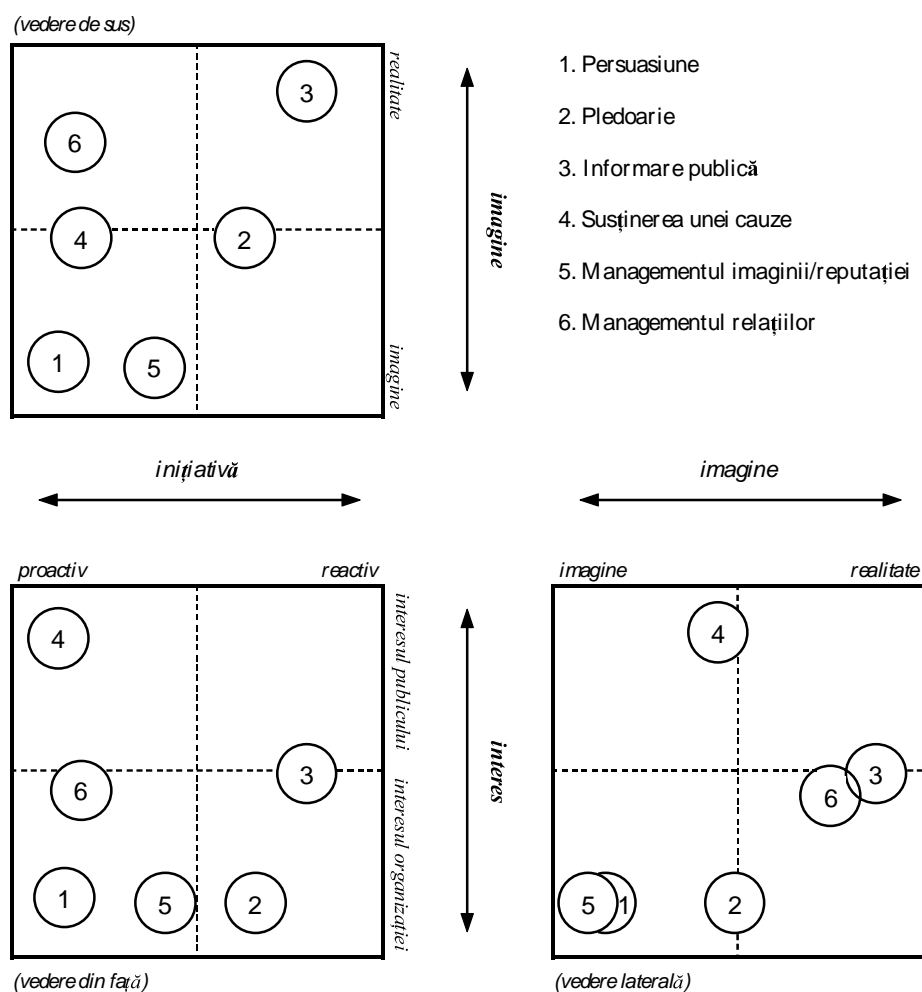 (vedere de sus)
realitate
3
6
4
2
1
5
imagine
imagine
1. Persuasiune
2. Pledoarie
3. Informare publică
4. Susținerea unei cauze
5. Managementul imaginii/reputației
6. Managementul relațiilor
inițiativă
imagine
proactiv
reactiv
4
6
3
1
5
2
interesul publicului
interesul organizației
interes
imagine
realitate
4
3
6
5
1
2
(vedere din față)
(vedere laterală)